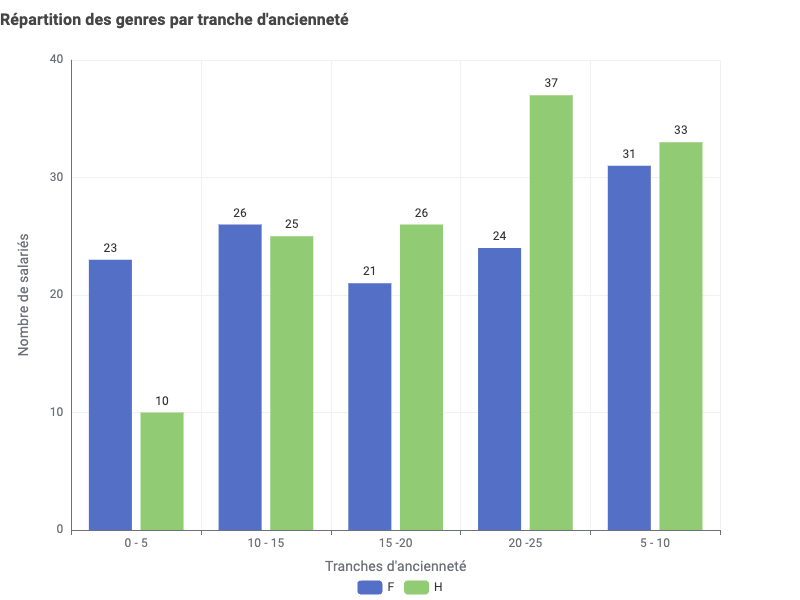 Répartition des genres par tranche d'ancienneté
Nombre de salariés
40
30
20
10
0
23
10
26
25
21
26
24
37
31
33
0 - 5
10 - 15
15 -20
20 -25
5 - 10
Tranches d'ancienneté
F
H